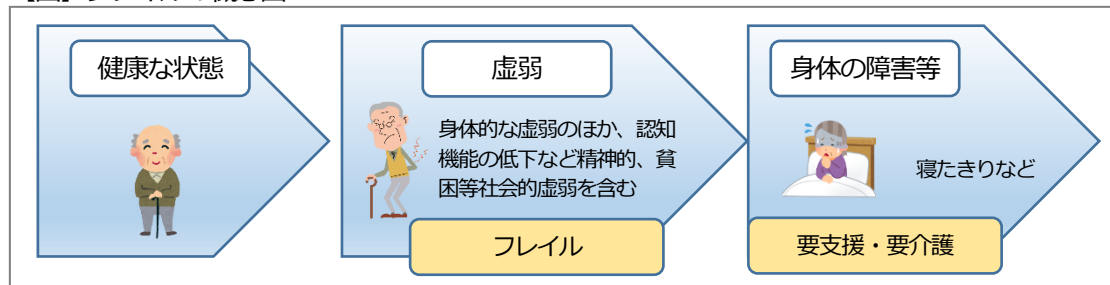 健康な状態
虚弱
身体的な虚弱のほか、認知
機能の低下など精神的、貧
困等社会的虚弱を含む
フレイル
身体の障害等
寝たきりなど
要支援・要介護